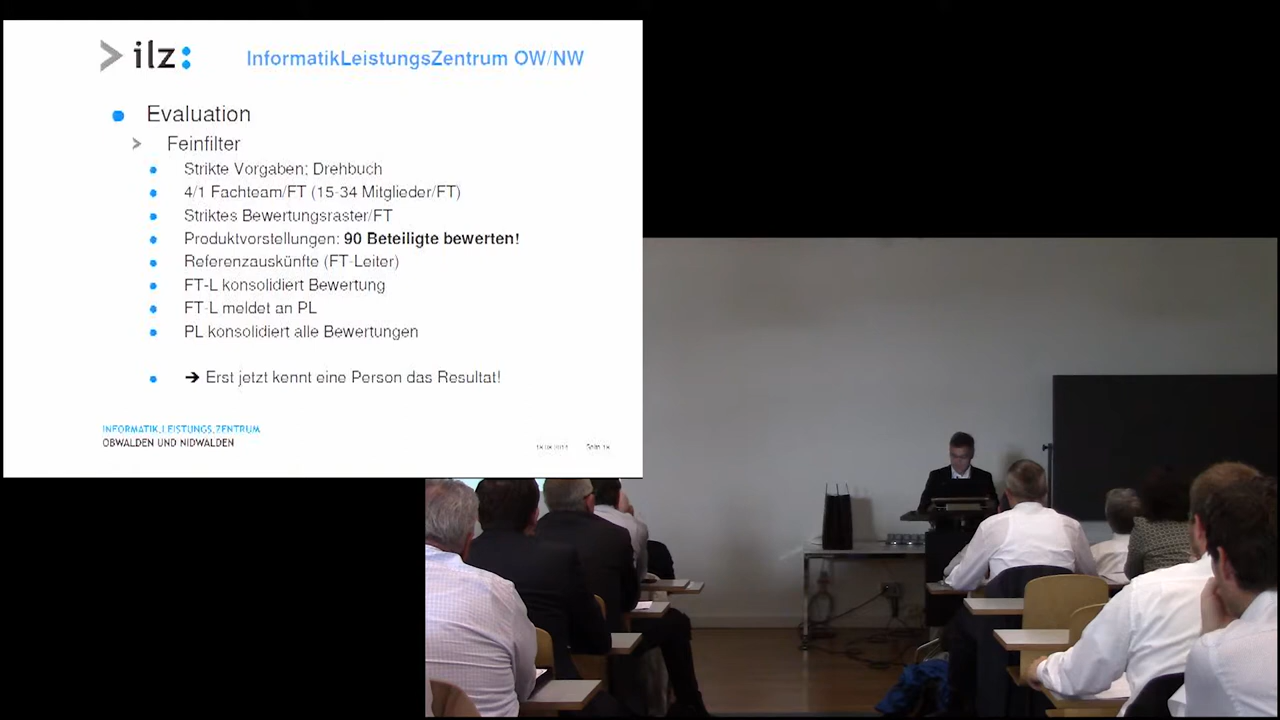 ilz:
InformatikLeistungsZentrum OW/NW
Evaluation
Feinfilter
Strikte Vorgaben; Drehbuch
4/1 Fachteam/FT (15-34 Mitglieder/FT)
Striktes Bewertungsraster/FT
Produktvorstellungen: 90 Beteiligte bewerten!
Referenzauskünfte (FT-Leiter)
FT-L konsolidiert Bewertung
FT-L meldet an PL
PL konsolidiert alle Bewertungen
➔ Erst jetzt kennt eine Person das Resultat!
INFORMATIK.LEISTUNGS.ZENTRUM
OBWALDEN UND NIDWALDEN